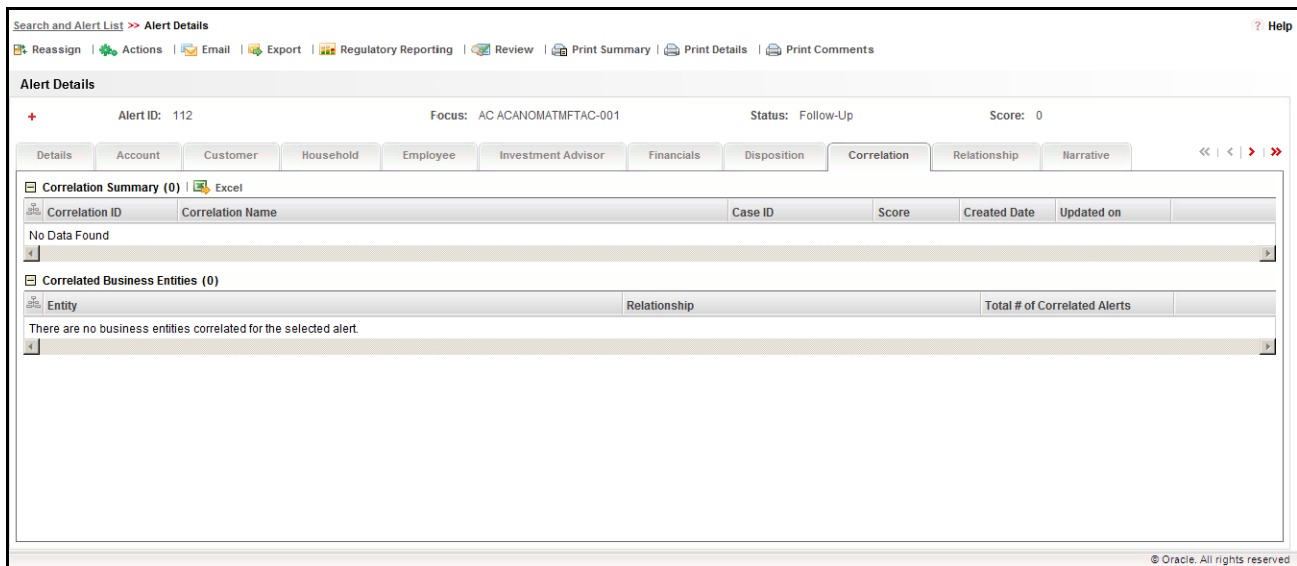 Search and Alert List >> Alert Details ? Help
Reassign | Actions | Email | Export | Regulatory Reporting | Review | Print Summary | Print Details | Print Comments
Alert Details
+ Alert ID: 112 Focus: AC ACANOMATMFTAC-001 Status: Follow-Up Score: 0
Details Account Customer Household Employee Investment Advisor Financials Disposition Correlation Relationship Narrative
Correlation Summary (0) | Excel
Correlation ID Correlation Name Case ID Score Created Date Updated on
No Data Found
Correlated Business Entities (0)
Entity Relationship Total # of Correlated Alerts
There are no business entities correlated for the selected alert.
© Oracle. All rights reserved